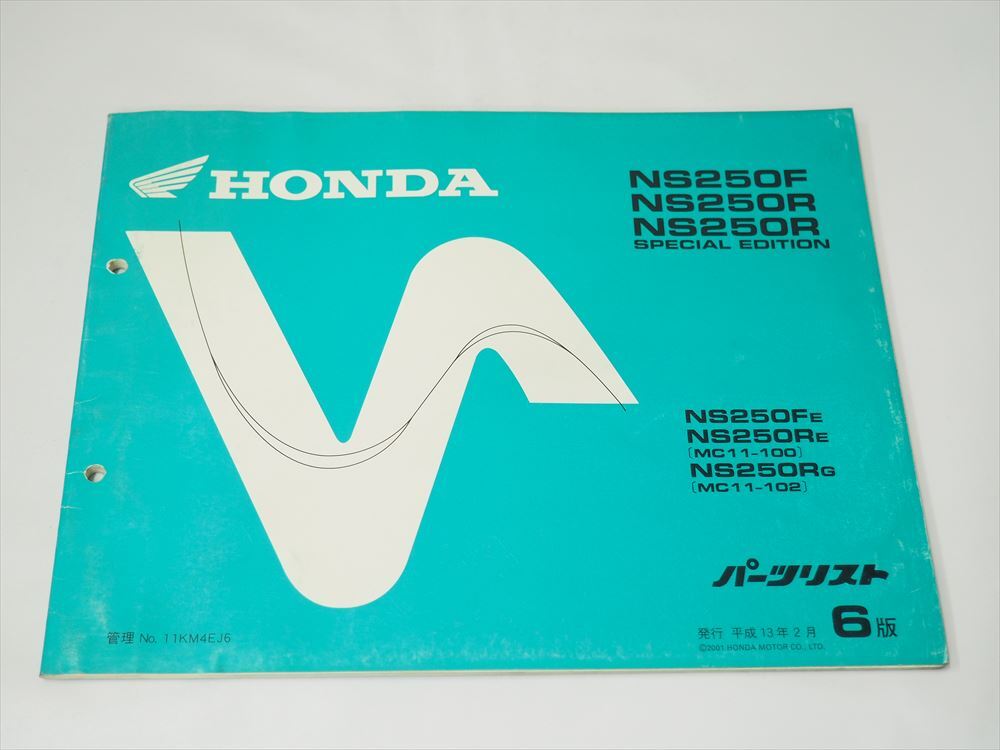 HONDA
NS250F
NS250R
NS250R
SPECIAL EDITION
NS250FE
NS250RE
(MC11-100)
NS250RG
(MC11-102)
パーツリスト
管理 No. 11KM4EJ6
発行 平成13年2月 6版
©2001 HONDA MOTOR CO., LTD.